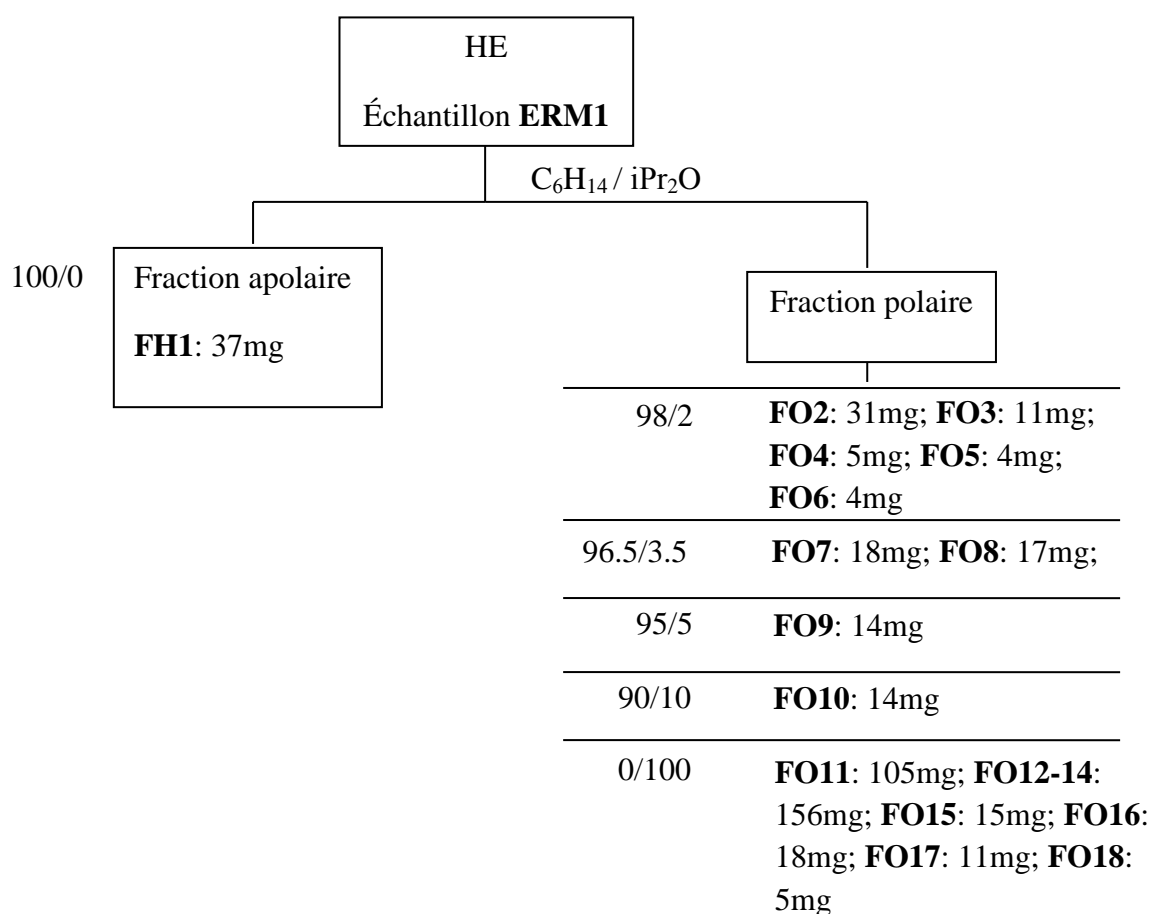 HE
Échantillon ERM1
C₆H₁₄ / iPr₂O
100/0
Fraction apolaire
FH1: 37mg
Fraction polaire
98/2
FO2: 31mg; FO3: 11mg;
FO4: 5mg; FO5: 4mg;
FO6: 4mg
96.5/3.5
FO7: 18mg; FO8: 17mg;
95/5
FO9: 14mg
90/10
FO10: 14mg
0/100
FO11: 105mg; FO12-14:
156mg; FO15: 15mg; FO16:
18mg; FO17: 11mg; FO18:
5mg